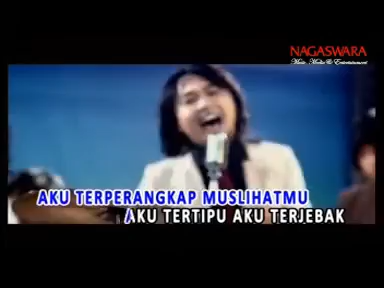 NAGASWARA
Music, Media & Entertainment
AKU TERPERANGKAP MUSLIHATMU
AKU TERTIPU AKU TERJEBAK